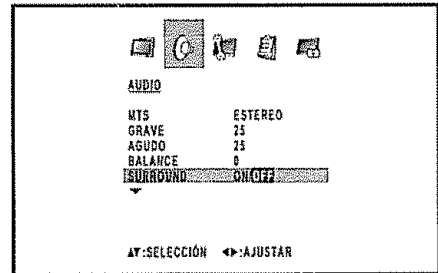 AUDIO
MTS ESTEREO
GRAVE 25
AGUDO 25
BALANCE 0
SURROUND ON OFF
▲▼:SELECCIÓN ◀▶:AJUSTAR